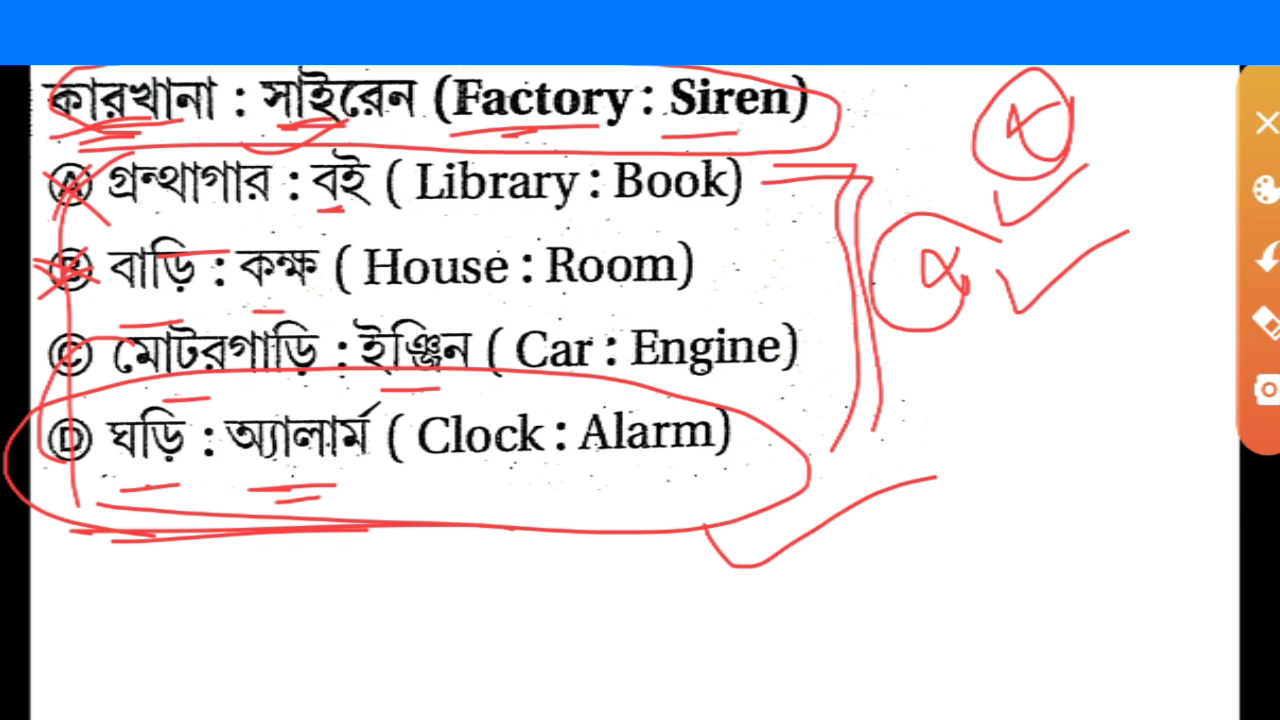 কারখানা : সাইরেন (Factory : Siren)
Ⓐ গ্রন্থাগার : বই ( Library : Book)
Ⓑ বাড়ি : কক্ষ ( House : Room)
Ⓒ মোটরগাড়ি : ইঞ্জিন ( Car : Engine)
Ⓓ ঘড়ি : অ্যালার্ম ( Clock : Alarm)